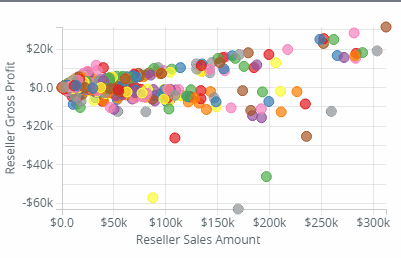 Reseller Gross Profit
$20k
$0.0
-$20k
-$40k
-$60k
$0.0 $50k $100k $150k $200k $250k $300k
Reseller Sales Amount